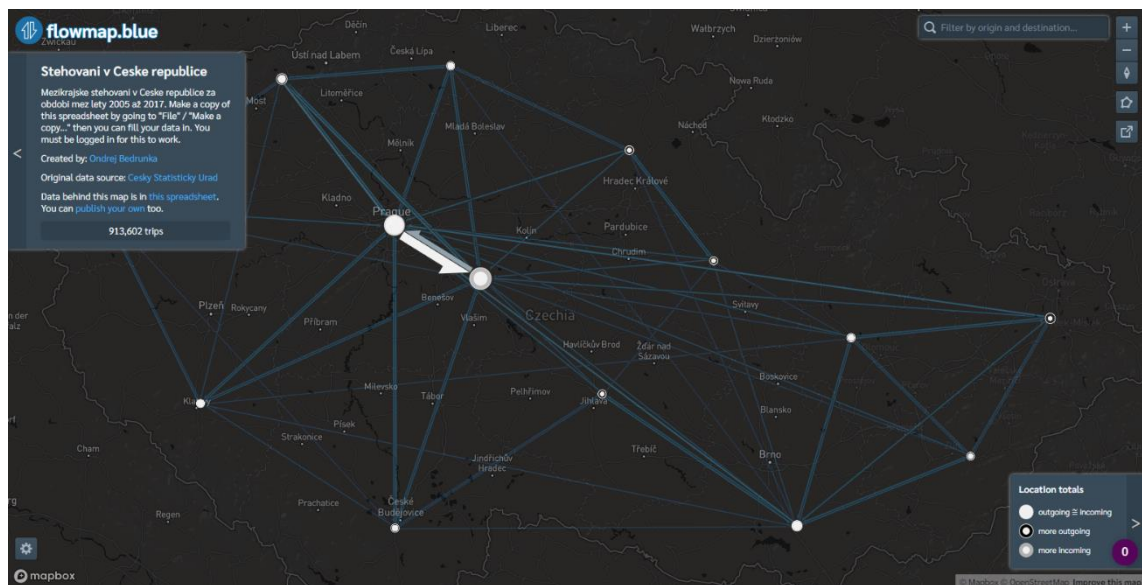 flowmap.blue
Zwickau
Děčín
Liberec
Wałbrzych
Dzierżoniów
Filter by origin and destination...
+
−
Ústí nad Labem
Česká Lípa
Stehovani v Ceske republice
Mezikrajske stehovani v Ceske republice za
obdobi mez lety 2005 až 2017. Make a copy
of this spreadsheet by going to "File" / "Make a
copy..." then you can fill your data in. You
must be logged in for this to work.
Created by: Ondrej Bedrunka
Original data source: Cesky Statisticky Urad
Data behind this map is in this spreadsheet.
You can publish your own too.
913,602 trips
Most
Litoměřice
Nowa Ruda
Mladá Boleslav
Náchod
Kłodzko
Mělník
Hradec Králové
Kladno
Prague
Kolín
Pardubice
Chrudim
Benešov
Svitavy
Plzeň
Rokycany
Příbram
Vlašim
Czechia
Havlíčkův Brod
Žďár nad
Sázavou
Boskovice
Milevsko
Tábor
Pelhřimov
Jihlava
Blansko
Písek
Strakonice
Cham
Jindřichův
Hradec
Třebíč
Brno
Prachatice
České
Budějovice
Regen
Location totals
outgoing ≅ incoming
more outgoing
more incoming
0
mapbox
© Mapbox © OpenStreetMap Improve this